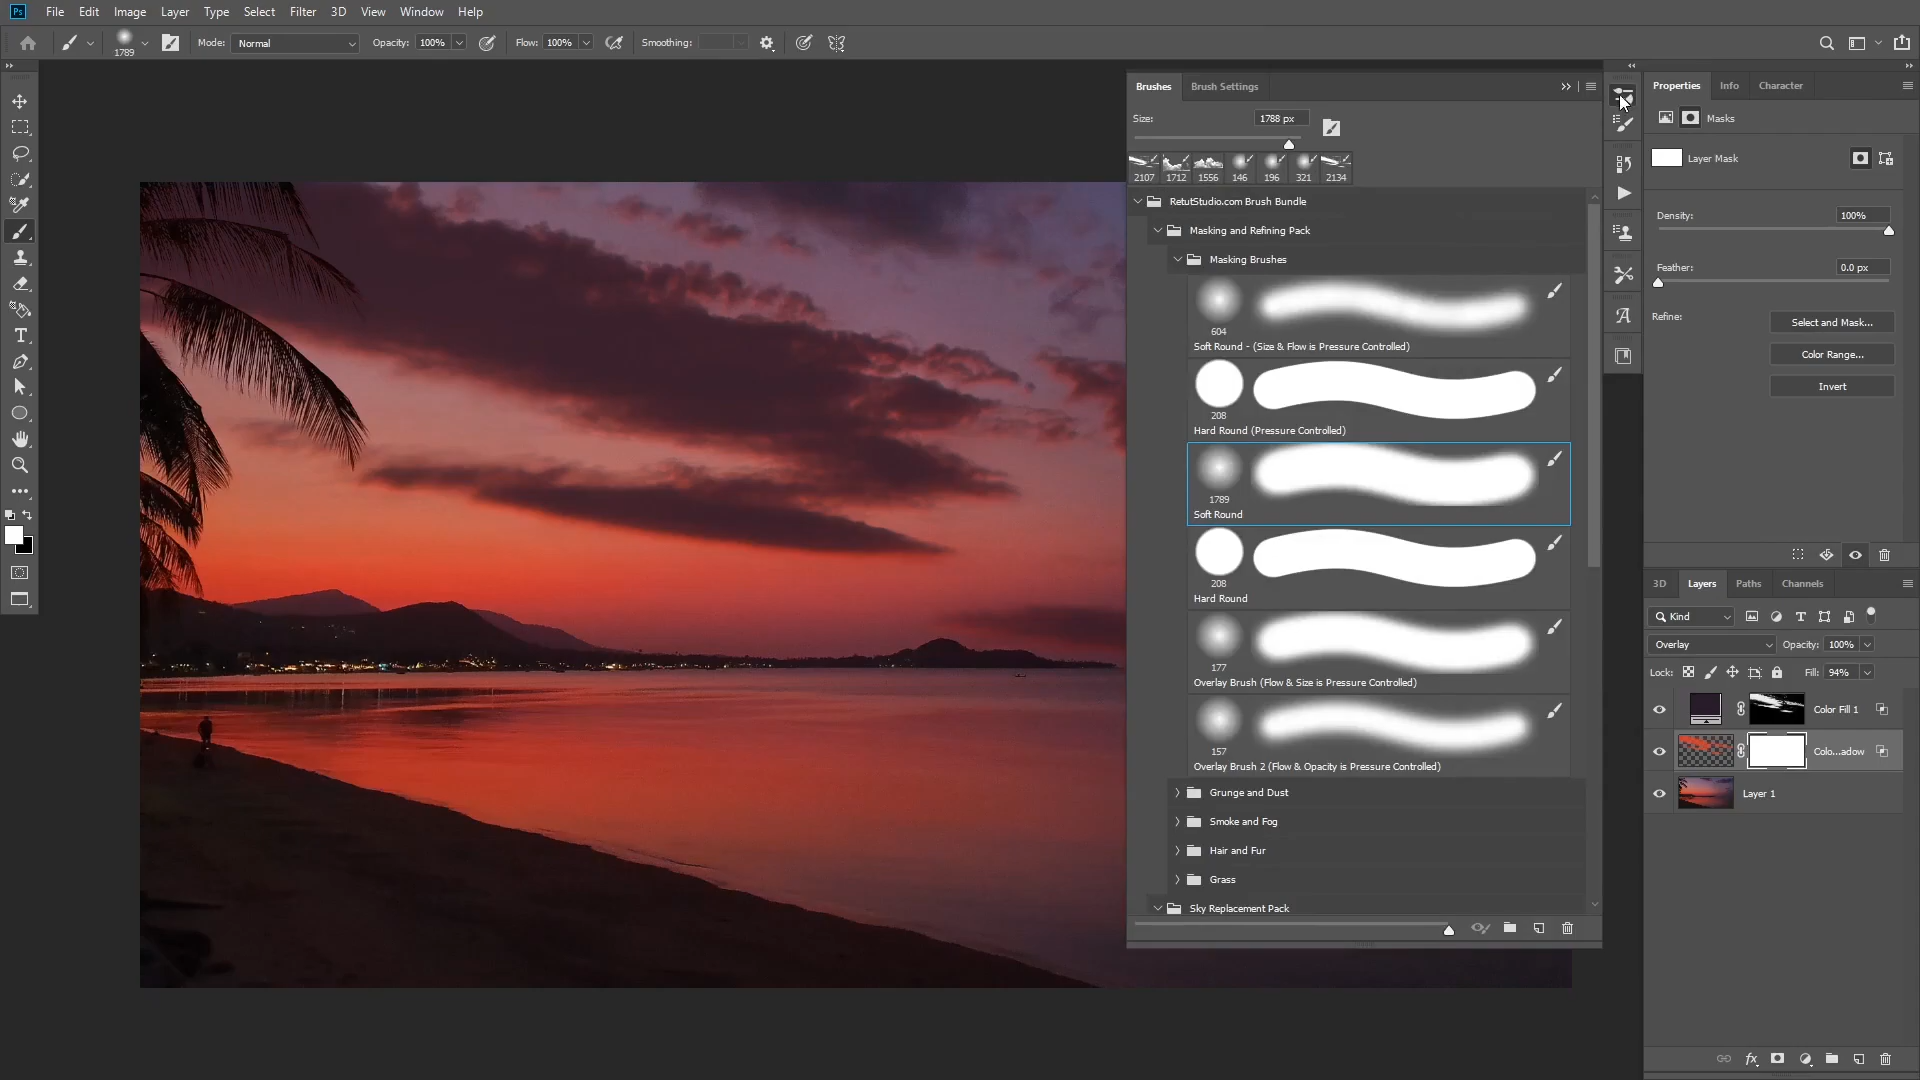 Ps File Edit Image Layer Type Select Filter 3D View Window Help
1789 Mode: Normal Opacity: 100% Flow: 100% Smoothing:
Brushes Brush Settings
Size: 1788 px
2107 1712 1556 146 196 321 2134
RetutStudio.com Brush Bundle
Masking and Refining Pack
Masking Brushes
604
Soft Round - (Size & Flow is Pressure Controlled)
208
Hard Round (Pressure Controlled)
1789
Soft Round
208
Hard Round
177
Overlay Brush (Flow & Size is Pressure Controlled)
157
Overlay Brush 2 (Flow & Opacity is Pressure Controlled)
Grunge and Dust
Smoke and Fog
Hair and Fur
Grass
Sky Replacement Pack
Properties Info Character
Masks
Layer Mask
Density: 100%
Feather: 0.0 px
Refine: Select and Mask...
Color Range...
Invert
3D Layers Paths Channels
Kind
Overlay Opacity: 100%
Lock: Fill: 94%
Color Fill 1
Colo...adow
Layer 1
fx